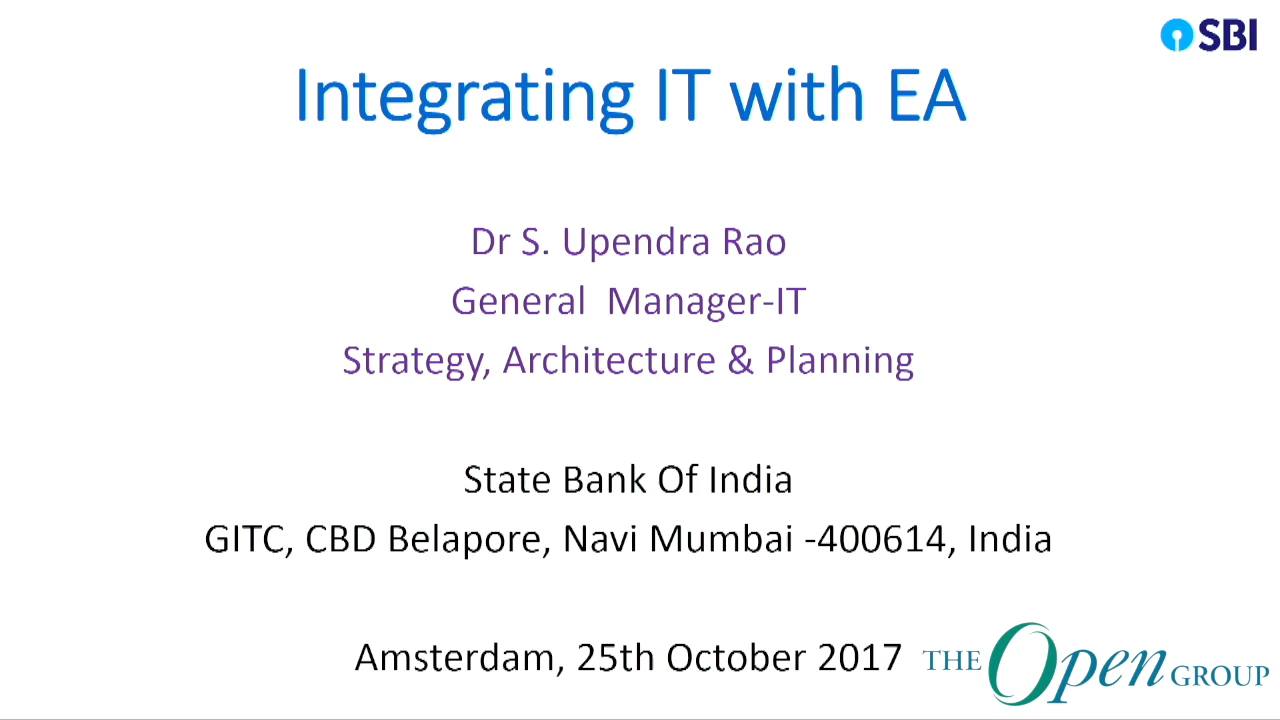 SBI
Integrating IT with EA
Dr S. Upendra Rao
General  Manager-IT
Strategy, Architecture & Planning
State Bank Of India
GITC, CBD Belapore, Navi Mumbai -400614, India
Amsterdam, 25th October 2017
THE Open GROUP